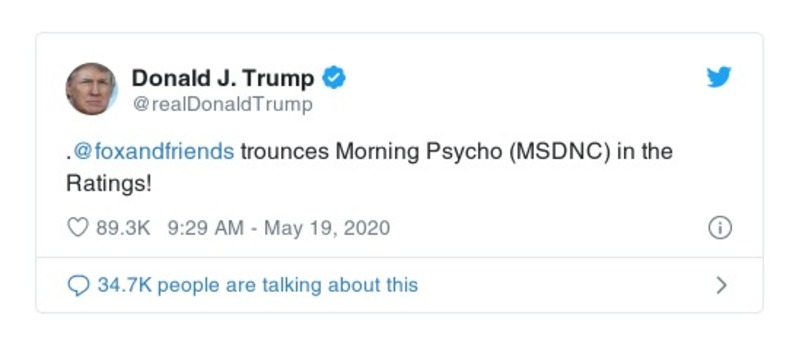 Donald J. Trump
@realDonaldTrump
.@foxandfriends trounces Morning Psycho (MSDNC) in the
Ratings!
89.3K 9:29 AM - May 19, 2020
34.7K people are talking about this